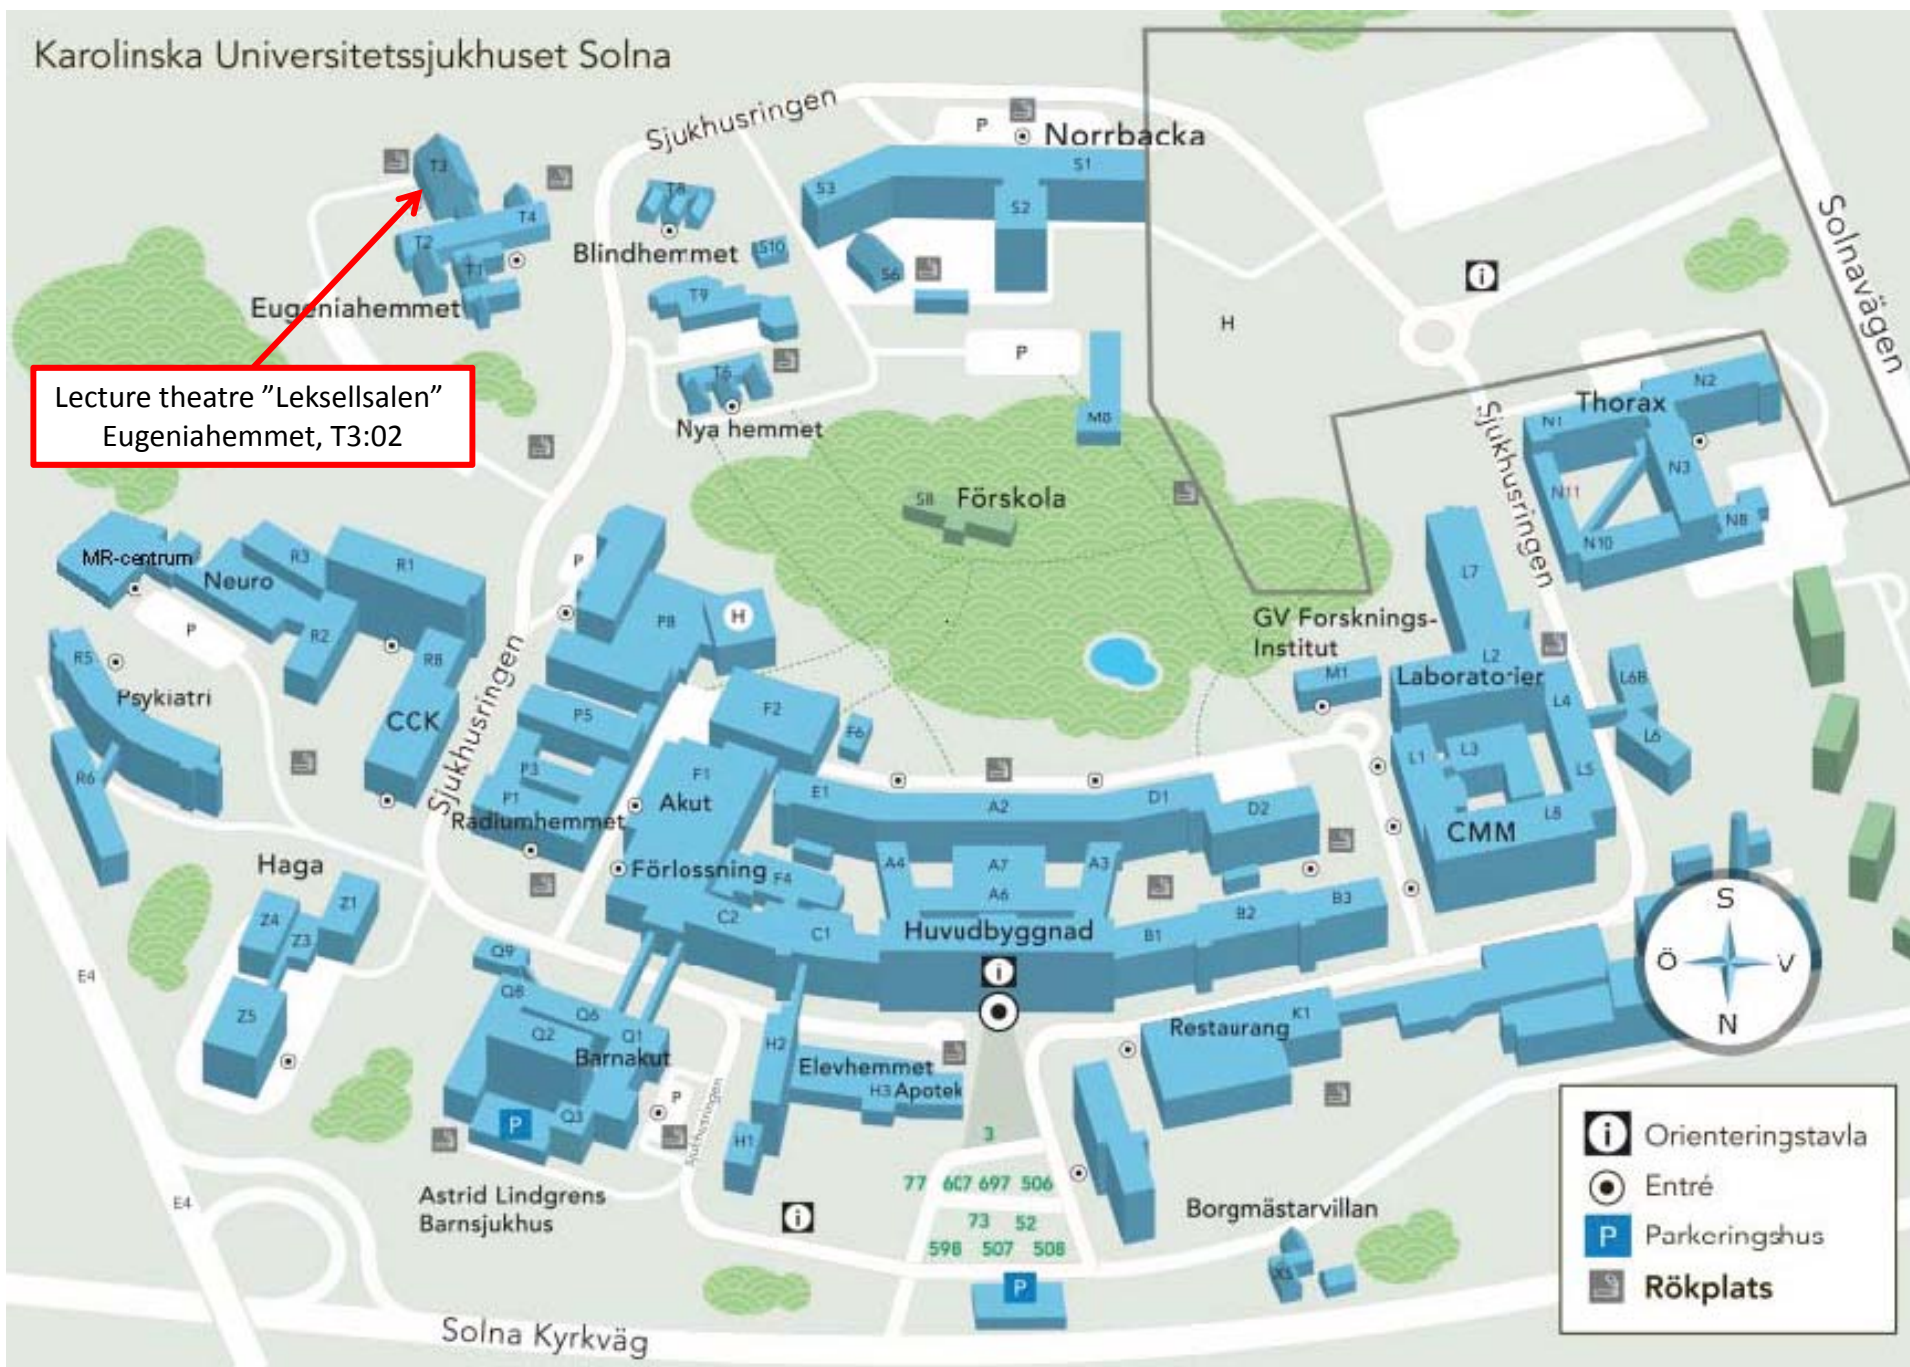 Karolinska Universitetssjukhuset Solna
Sjukhusringen
P
Norrbacka
S1
S3
S2
T3
T4
T2
T1
T8
Blindhemmet
S10
S6
Eugeniahemmet
T9
Solnavägen
H
P
Lecture theatre ”Leksellsalen”
Eugeniahemmet, T3:02
T6
Nya hemmet
M0
Thorax
N2
N1
N3
N11
N8
N10
Sjukhusringen
S8
Förskola
MR-centrum
Neuro
R3
R1
P
P
R2
R8
R5
Psykiatri
CCK
R6
Sjukhusringen
P8
H
L7
GV Forsknings-
Institut
M1
L2
Laboratorier
L6B
L4
L6
L1
L3
L5
L8
CMM
P5
P3
P1
Radiumhemmet
F2
F6
F1
Akut
E1
A2
D1
D2
A4
A7
A3
A6
Förlossning
F4
C2
C1
Huvudbyggnad
B1
B2
B3
Haga
Z4
Z1
Z3
Z5
E4
Q9
Q8
Q6
Q2
Q1
Barnakut
P
Q3
P
Sjukhusringen
H2
Elevhemmet
H3 Apotek
H1
Restaurang
K1
S
Ö
V
N
i
i
3
77 607 697 506
73 52
598 507 508
P
Astrid Lindgrens
Barnsjukhus
i
Borgmästarvillan
E4
Solna Kyrkväg
i Orienteringstavla
Entré
P Parkeringshus
Rökplats